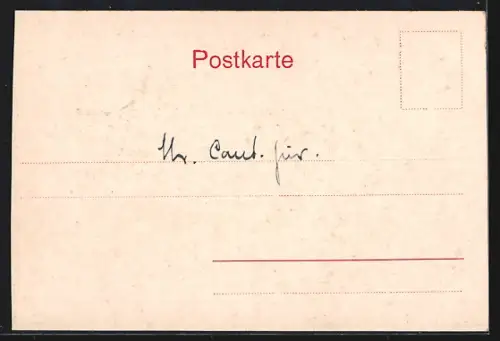 Postkarte
Hr. Cand. jur.